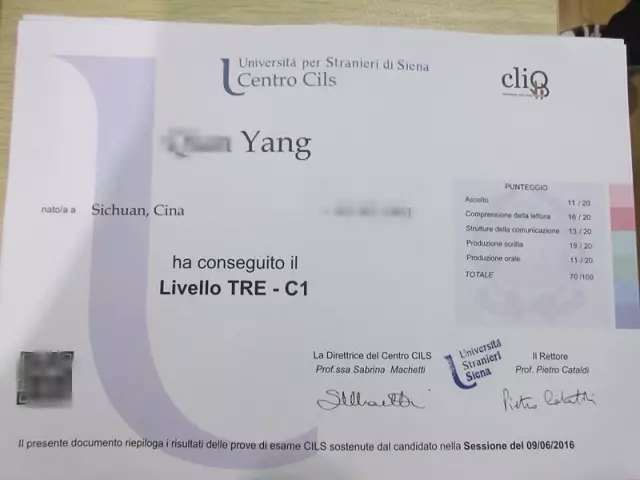 Università per Stranieri di Siena
Centro Cils
cliQ
Yang
nato/a a Sichuan, Cina
PUNTEGGIO
Ascolto 11 / 20
Comprensione della lettura 16 / 20
Strutture della comunicazione 13 / 20
Produzione scritta 19 / 20
Produzione orale 11 / 20
TOTALE 70 /100
ha conseguito il
Livello TRE - C1
La Direttrice del Centro CILS
Prof.ssa Sabrina Machetti
Università
Stranieri
Siena
Il Rettore
Prof. Pietro Cataldi
Pietro Cataldi
Il presente documento riepiloga i risultati delle prove di esame CILS sostenute dal candidato nella Sessione del 09/06/2016